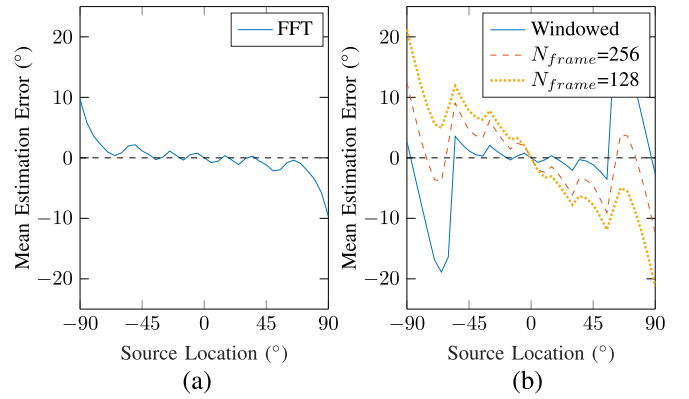 20
10
0
−10
−20
−90
−45
0
45
90
Mean Estimation Error (°)
Source Location (°)
FFT
(a)
20
10
0
−10
−20
−90
−45
0
45
90
Mean Estimation Error (°)
Source Location (°)
Windowed
N_frame=256
N_frame=128
(b)